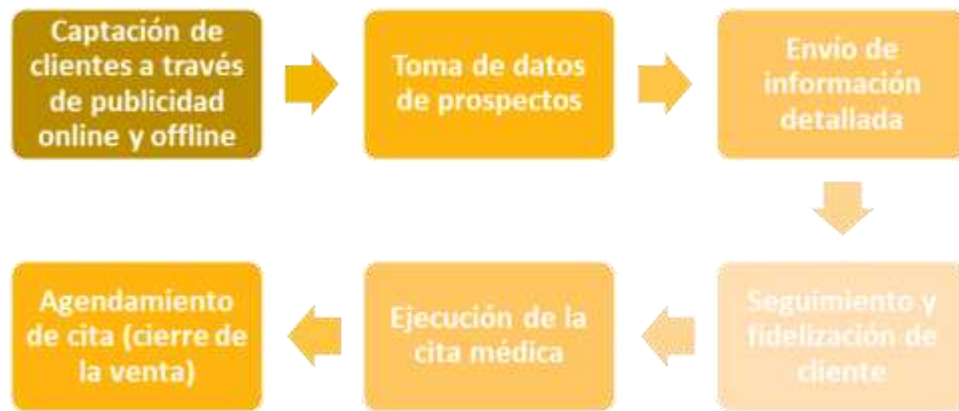 Captación de
clientes a través
de publicidad
online y offline
Toma de datos
de prospectos
Envío de
información
detallada
Seguimiento y
fidelización de
cliente
Ejecución de la
cita médica
Agendamiento
de cita (cierre de
la venta)